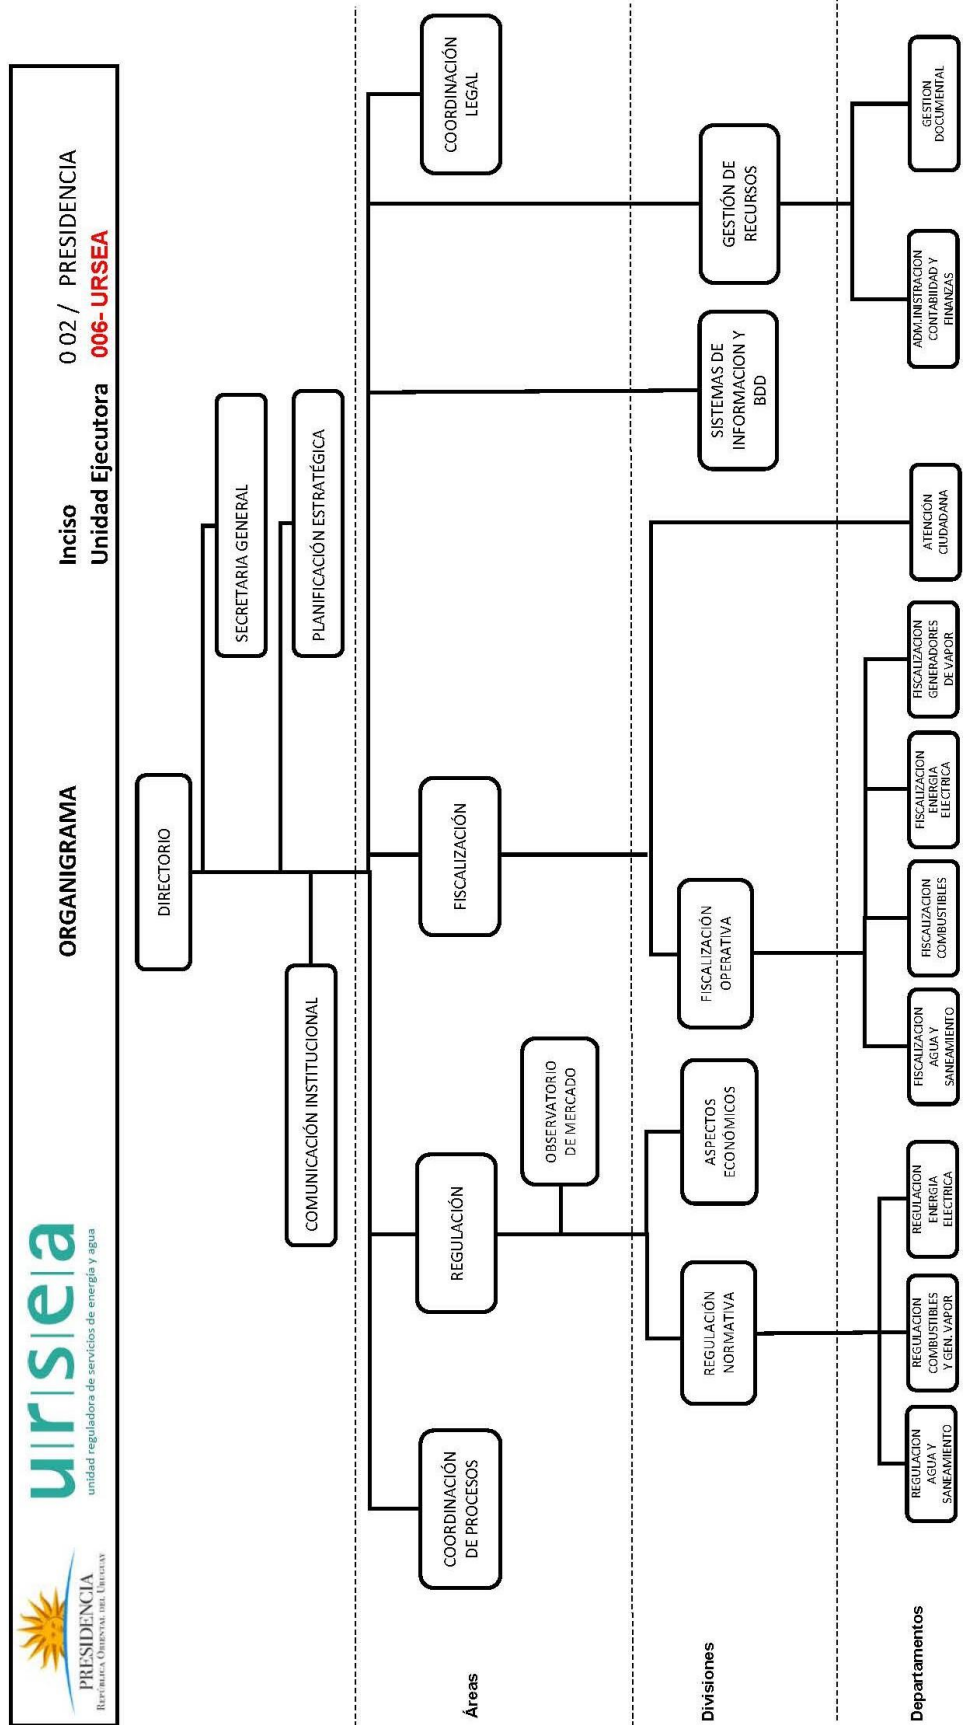 PRESIDENCIA
REPÚBLICA ORIENTAL DEL URUGUAY
u|r|s|e|a
unidad reguladora de servicios de energía y agua
ORGANIGRAMA
Inciso 0 02 / PRESIDENCIA
Unidad Ejecutora 006- URSEA
DIRECTORIO
SECRETARIA GENERAL
COMUNICACIÓN INSTITUCIONAL
PLANIFICACIÓN ESTRATÉGICA
Áreas
COORDINACIÓN
DE PROCESOS
REGULACIÓN
FISCALIZACIÓN
COORDINACIÓN
LEGAL
OBSERVATORIO
DE MERCADO
Divisiones
REGULACIÓN
NORMATIVA
ASPECTOS
ECONÓMICOS
FISCALIZACIÓN
OPERATIVA
SISTEMAS DE
INFORMACION Y
BDD
GESTIÓN DE
RECURSOS
Departamentos
REGULACION
AGUA Y
SANEAMIENTO
REGULACION
COMBUSTIBLES
Y GEN. VAPOR
REGULACION
ENERGIA
ELECTRICA
FISCALIZACION
AGUA Y
SANEAMIENTO
FISCALIZACION
COMBUSTIBLES
FISCALIZACION
ENERGIA
ELECTRICA
FISCALIZACION
GENERADORES
DE VAPOR
ATENCIÓN
CIUDADANA
ADM.INISTRACION
CONTABIIDAD Y
FINANZAS
GESTION
DOCUMENTAL